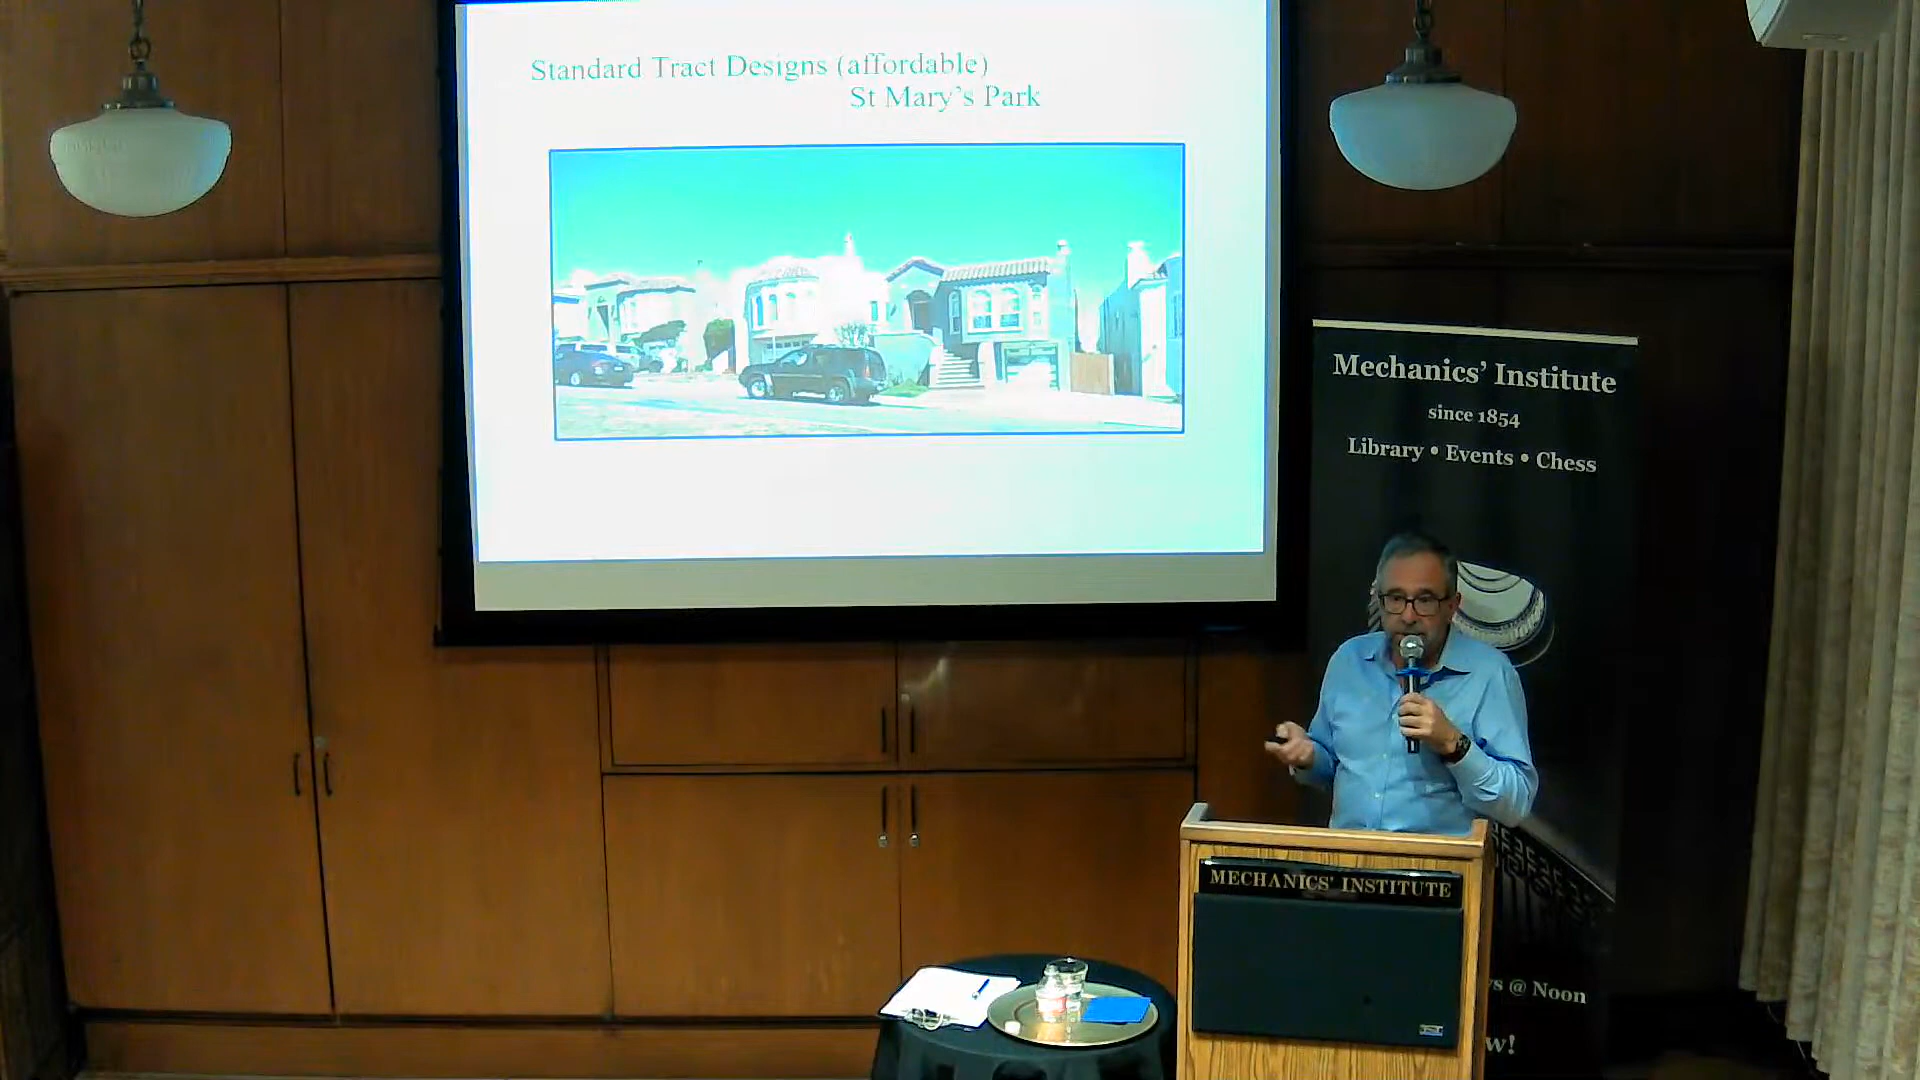 Standard Tract Designs (affordable)
St Mary's Park
Mechanics' Institute
since 1854
Library • Events • Chess
MECHANICS' INSTITUTE
@ Noon